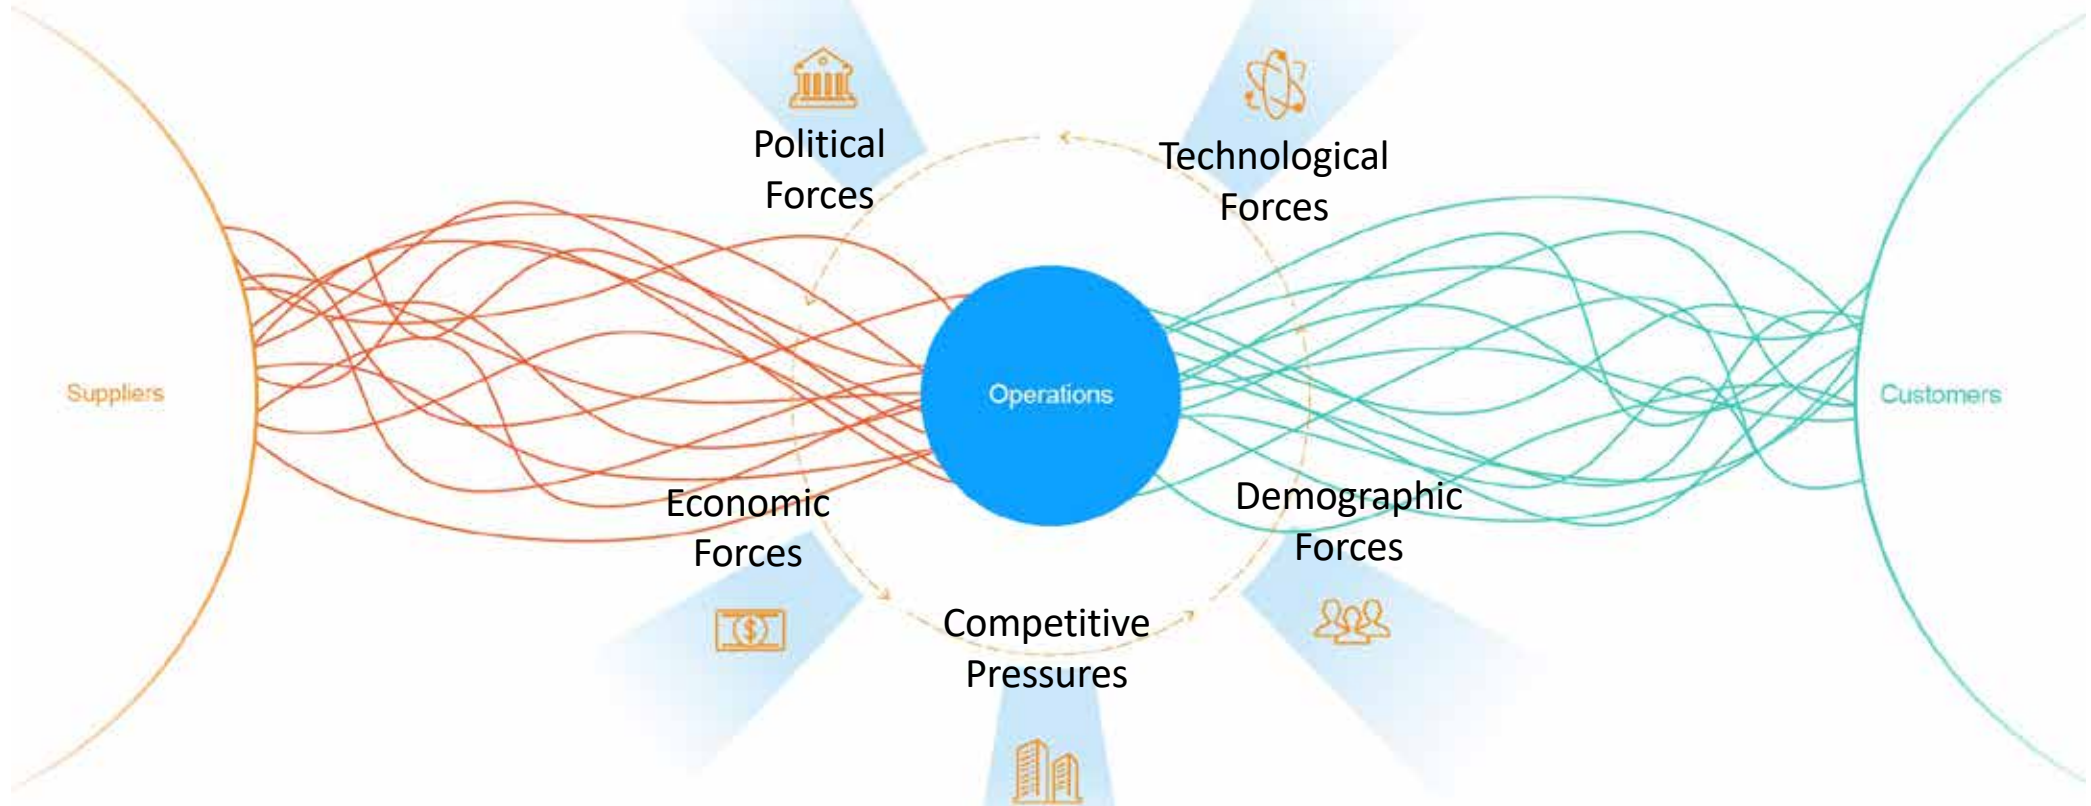 Political
Forces
Technological
Forces
Suppliers
Operations
Customers
Economic
Forces
Demographic
Forces
Competitive
Pressures
$